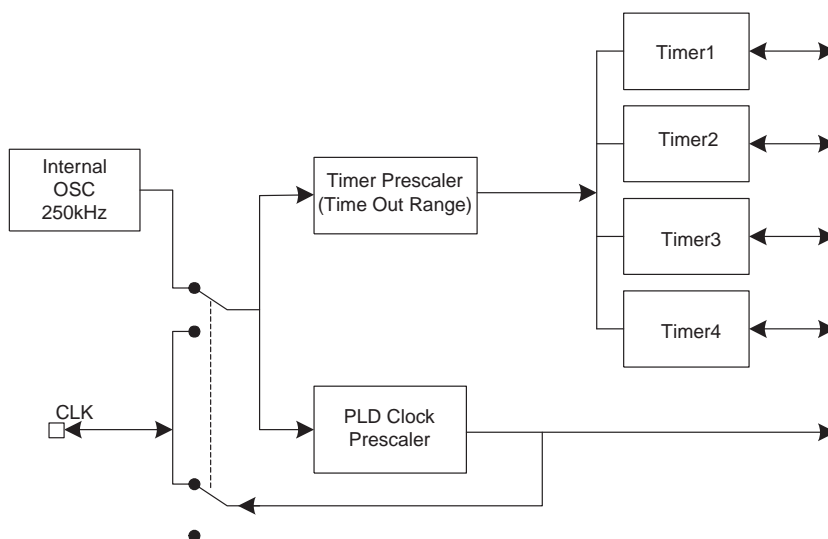 Timer1
Timer2
Internal
OSC
250kHz
Timer Prescaler
(Time Out Range)
Timer3
Timer4
CLK
PLD Clock
Prescaler